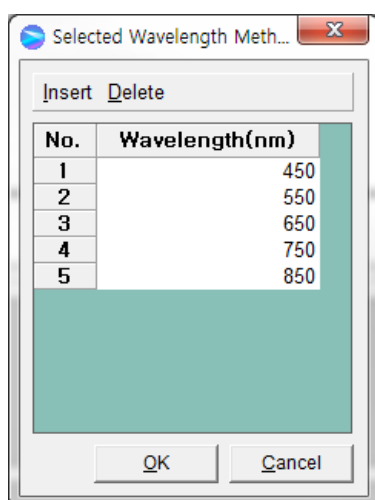 Selected Wavelength Meth...
Insert Delete
No. Wavelength(nm)
1 450
2 550
3 650
4 750
5 850
OK Cancel